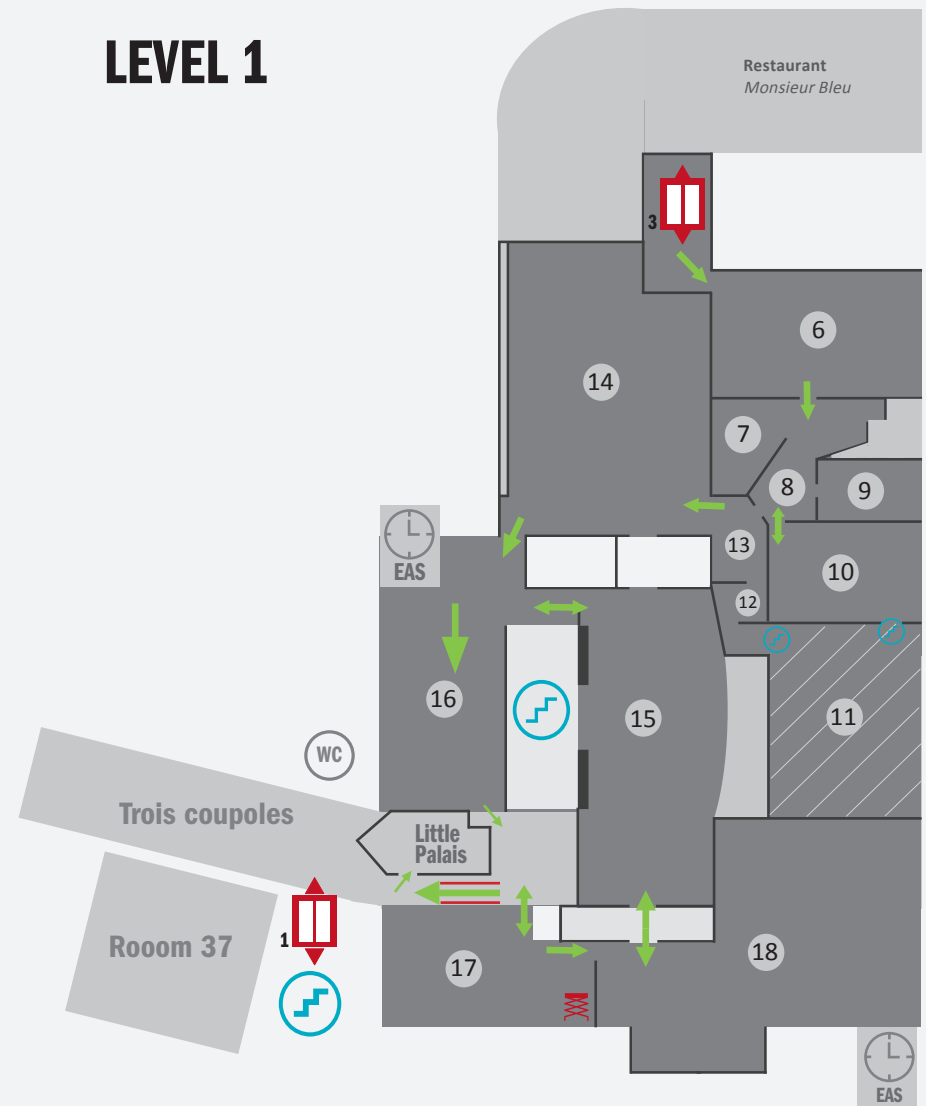 LEVEL 1
Restaurant
Monsieur Bleu
3
6
14
7
8
9
13
10
EAS
12
16
15
11
WC
Trois coupoles
Little
Palais
Rooom 37
1
17
18
EAS